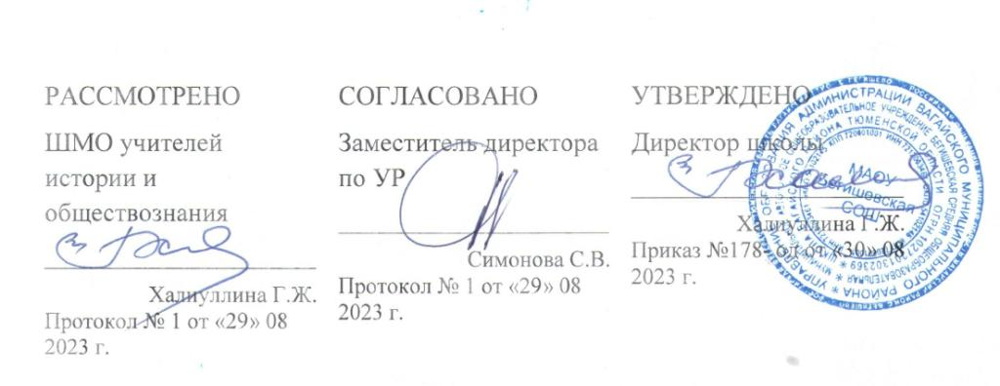 РАССМОТРЕНО
ШМО учителей
истории и
обществознания
Халиуллина Г.Ж.
Протокол № 1 от «29» 08
2023 г.
СОГЛАСОВАНО
Заместитель директора
по УР
Симонова С.В.
Протокол № 1 от «29» 08
2023 г.
УТВЕРЖДЕНО
Директор школы
Халиуллина Г.Ж.
Приказ №178- од от «30» 08
2023 г.
МАОУ
Бегишевская
СОШ